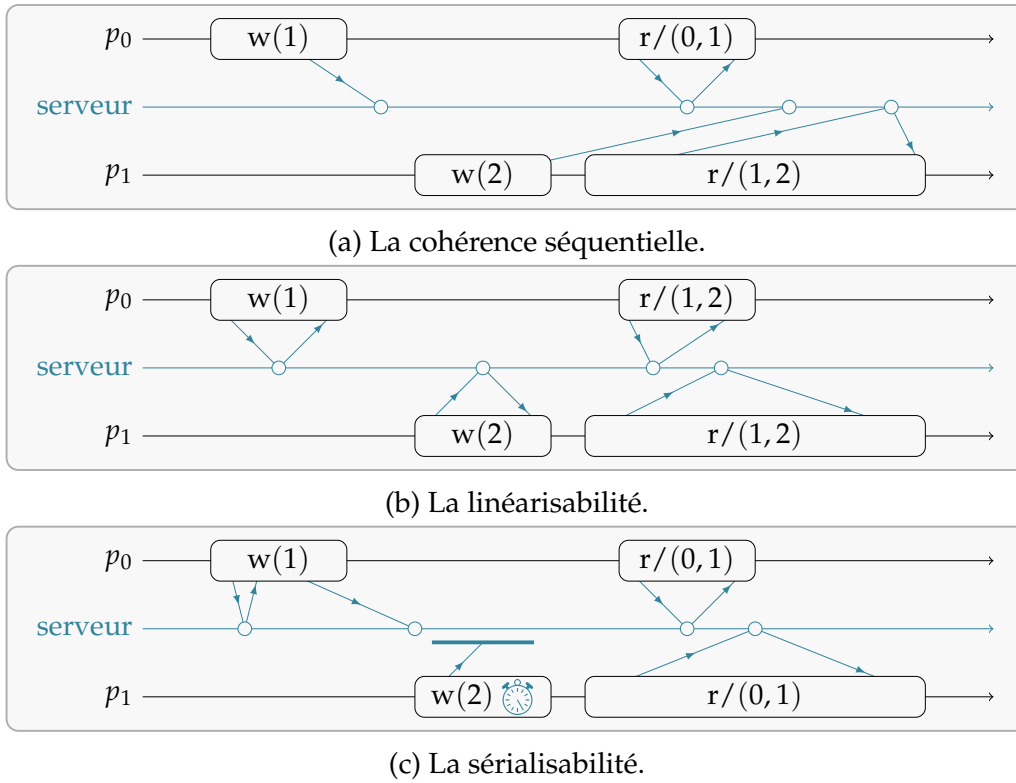 p₀ w(1) r/(0, 1)
serveur
p₁ w(2) r/(1, 2)
(a) La cohérence séquentielle.
p₀ w(1) r/(1, 2)
serveur
p₁ w(2) r/(1, 2)
(b) La linéarisabilité.
p₀ w(1) r/(0, 1)
serveur
p₁ w(2) r/(0, 1)
(c) La sérialisabilité.